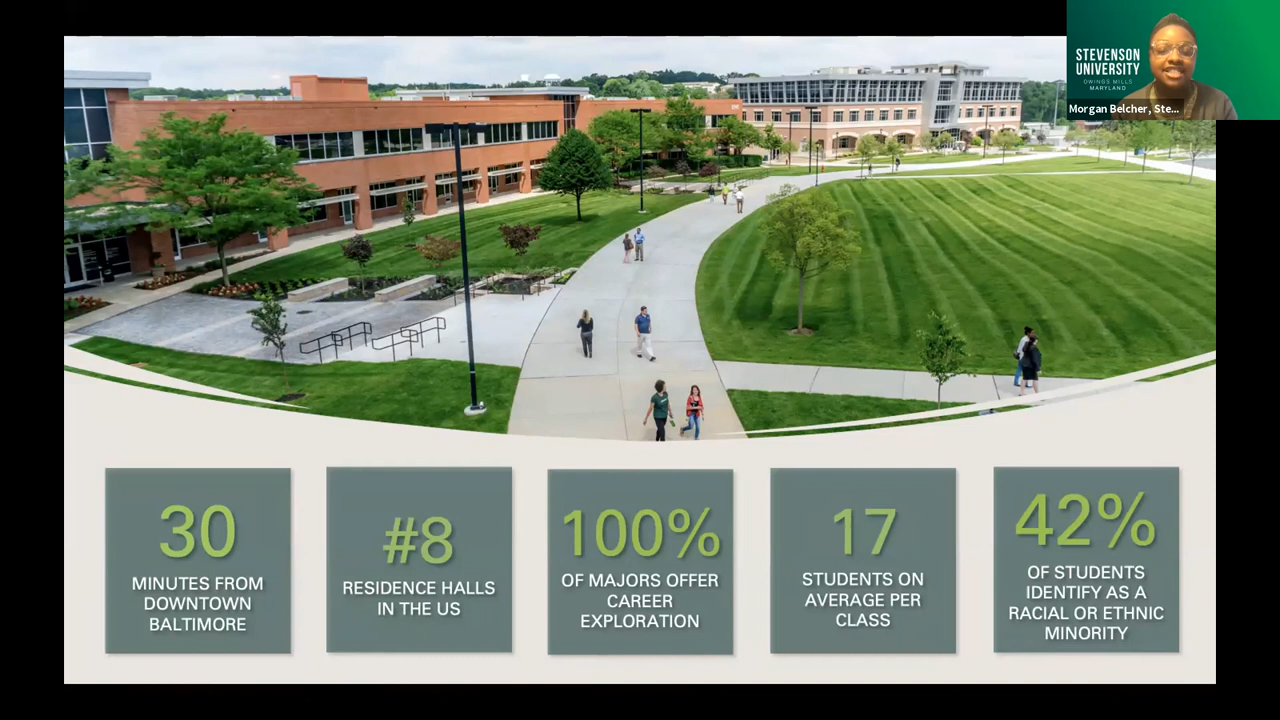 STEVENSON
UNIVERSITY
OWINGS MILLS
MARYLAND
Morgan Belcher, Ste...
30
MINUTES FROM
DOWNTOWN
BALTIMORE
#8
RESIDENCE HALLS
IN THE US
100%
OF MAJORS OFFER
CAREER
EXPLORATION
17
STUDENTS ON
AVERAGE PER
CLASS
42%
OF STUDENTS
IDENTIFY AS A
RACIAL OR ETHNIC
MINORITY